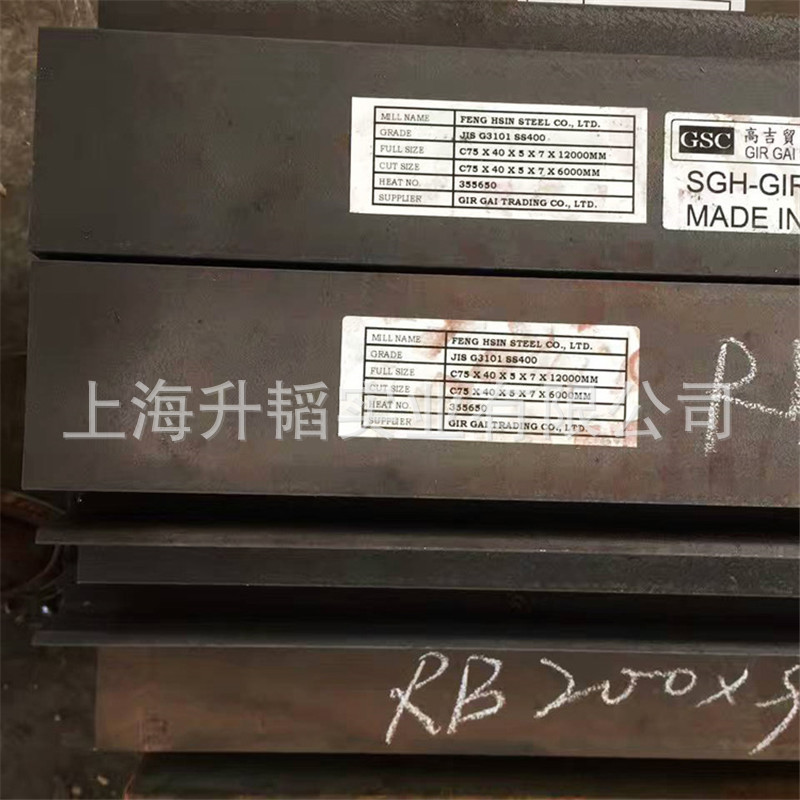 MILL NAME FENG HSIN STEEL CO., LTD.
GRADE JIS G3101 SS400
FULL SIZE C75 X 40 X 5 X 7 X 12000MM
CUT SIZE C75 X 40 X 5 X 7 X 6000MM
HEAT NO. 355650
SUPPLIER GIR GAI TRADING CO., LTD.
GSC 高吉貿
GIR GAI
SGH-GIR
MADE IN
MILL NAME FENG HSIN STEEL CO., LTD.
GRADE JIS G3101 SS400
FULL SIZE C75 X 40 X 5 X 7 X 12000MM
CUT SIZE C75 X 40 X 5 X 7 X 6000MM
HEAT NO. 355650
SUPPLIER GIR GAI TRADING CO., LTD.
上海升韬实业有限公司
RB 200x9